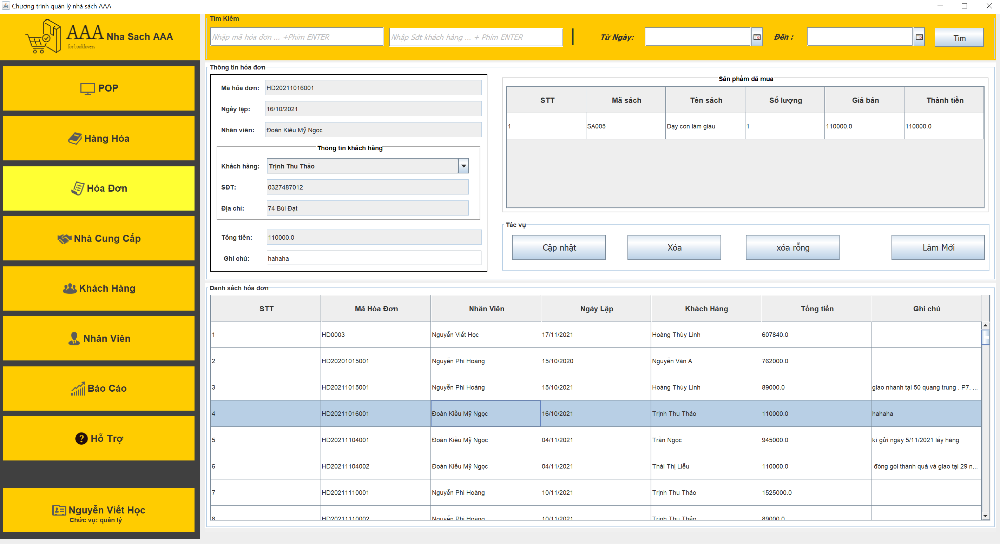 Chương trình quản lý nhà sách AAA
AAA Nha Sach AAA
for booklovers
POP
Hàng Hóa
Hóa Đơn
Nhà Cung Cấp
Khách Hàng
Nhân Viên
Báo Cáo
? Hỗ Trợ
Nguyễn Viết Học
Chức vụ: quản lý
Tìm Kiếm
Nhập mã hóa đơn ... +Phím ENTER Nhập Sđt khách hàng ... + Phím ENTER | Từ Ngày: Đến : Tìm
Thông tin hóa đơn
Mã hóa đơn: HD20211016001
Ngày lập: 16/10/2021
Nhân viên: Đoàn Kiều Mỹ Ngọc
Thông tin khách hàng
Khách hàng: Trịnh Thu Thảo
SĐT: 0327487012
Địa chỉ: 74 Bùi Đạt
Tổng tiền: 110000.0
Ghi chú: hahaha
Sản phẩm đã mua
STT Mã sách Tên sách Số lượng Giá bán Thành tiền
1 SA005 Dạy con làm giàu 1 110000.0 110000.0
Tác vụ
Cập nhật Xóa xóa rỗng Làm Mới
Danh sách hóa đơn
STT Mã Hóa Đơn Nhân Viên Ngày Lập Khách Hàng Tổng tiền Ghi chú
1 HD0003 Nguyễn Viết Học 17/11/2021 Hoàng Thùy Linh 607840.0
2 HD20201015001 Nguyễn Phi Hoàng 15/10/2020 Nguyễn Văn A 762000.0
3 HD20211015001 Nguyễn Phi Hoàng 15/10/2021 Hoàng Thùy Linh 89000.0 giao nhanh tại 50 quang trung , P7, ...
4 HD20211016001 Đoàn Kiều Mỹ Ngọc 16/10/2021 Trịnh Thu Thảo 110000.0 hahaha
5 HD20211104001 Đoàn Kiều Mỹ Ngọc 04/11/2021 Trần Ngọc 945000.0 kí gửi ngày 5/11/2021 lấy hàng
6 HD20211104002 Đoàn Kiều Mỹ Ngọc 04/11/2021 Thái Thị Liễu 110000.0 đóng gói thành quà và giao tại 29 n...
7 HD20211110001 Nguyễn Phi Hoàng 10/11/2021 Trịnh Thu Thảo 1525000.0
8 HD20211110002 Nguyễn Phi Hoàng 10/11/2021 Trịnh Thu Thảo 89000.0